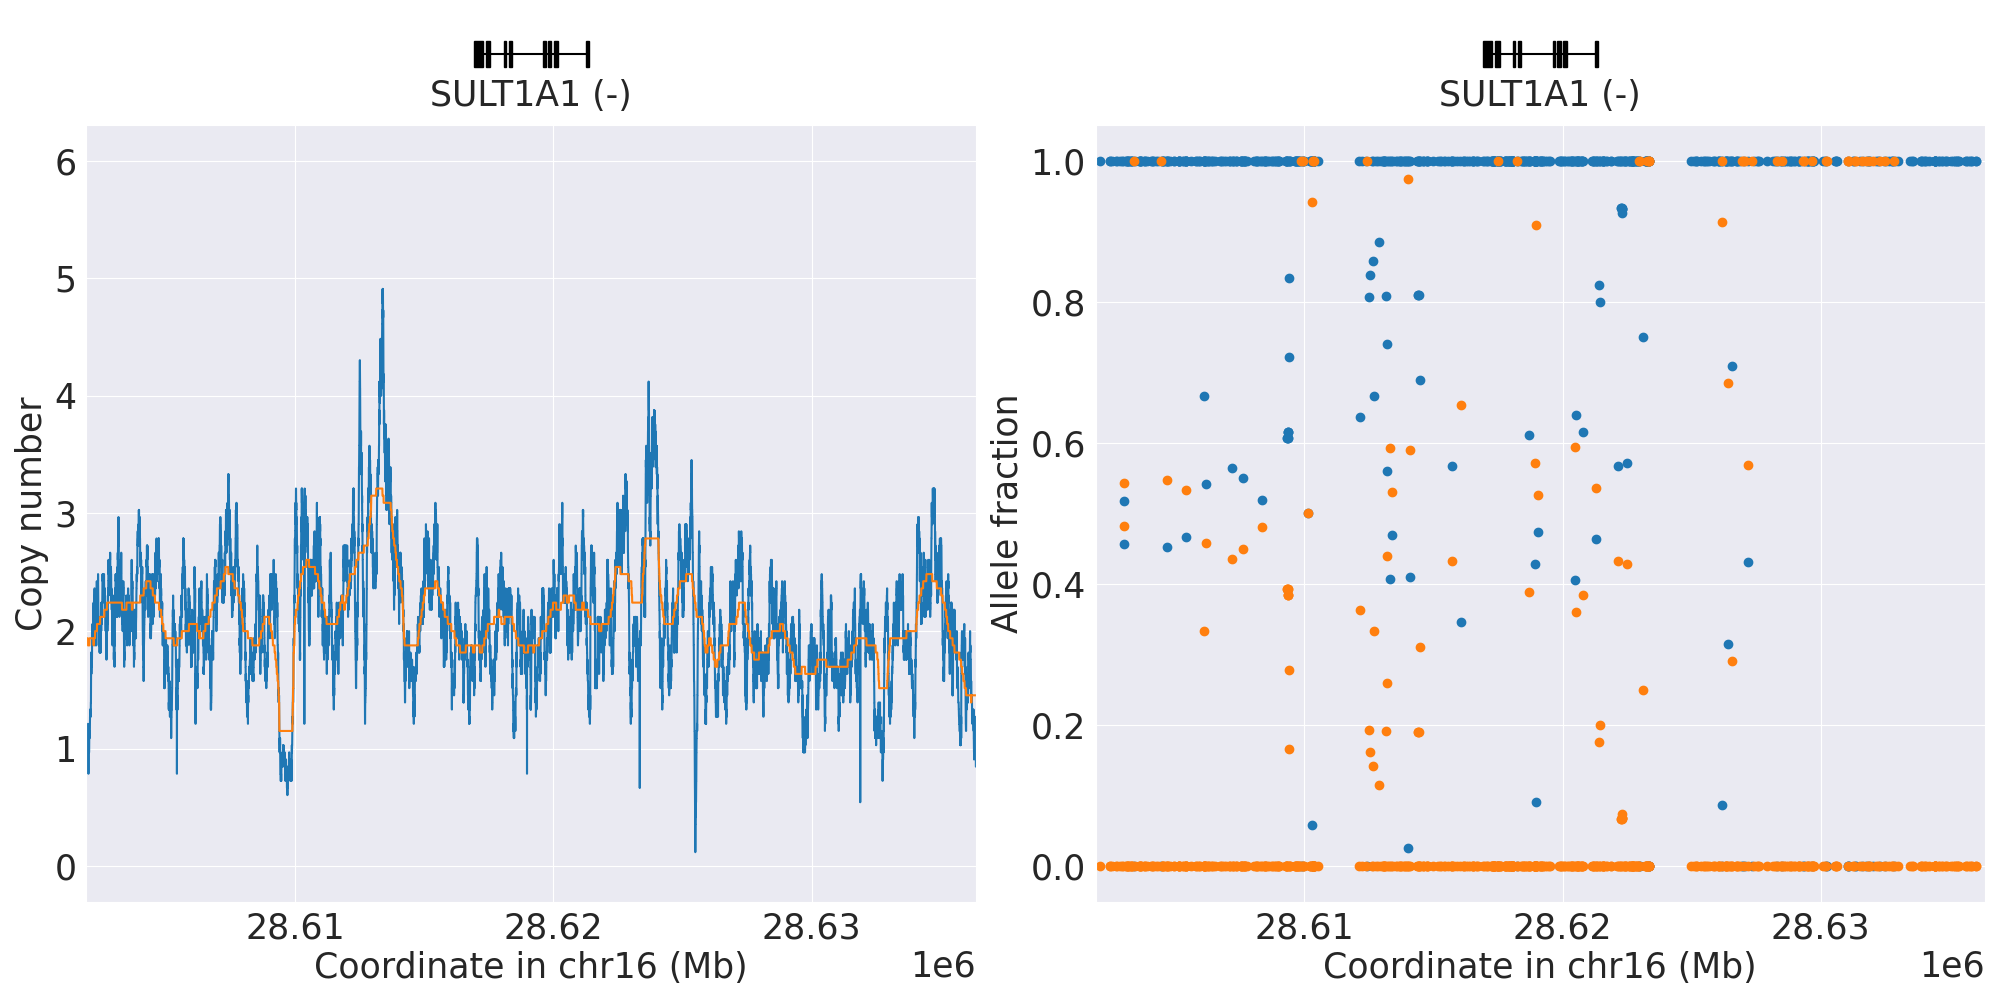 SULT1A1 (-)
6
5
4
3
2
1
0
Copy number
28.61
28.62
28.63
1e6
Coordinate in chr16 (Mb)
SULT1A1 (-)
1.0
0.8
0.6
0.4
0.2
0.0
Allele fraction
28.61
28.62
28.63
1e6
Coordinate in chr16 (Mb)